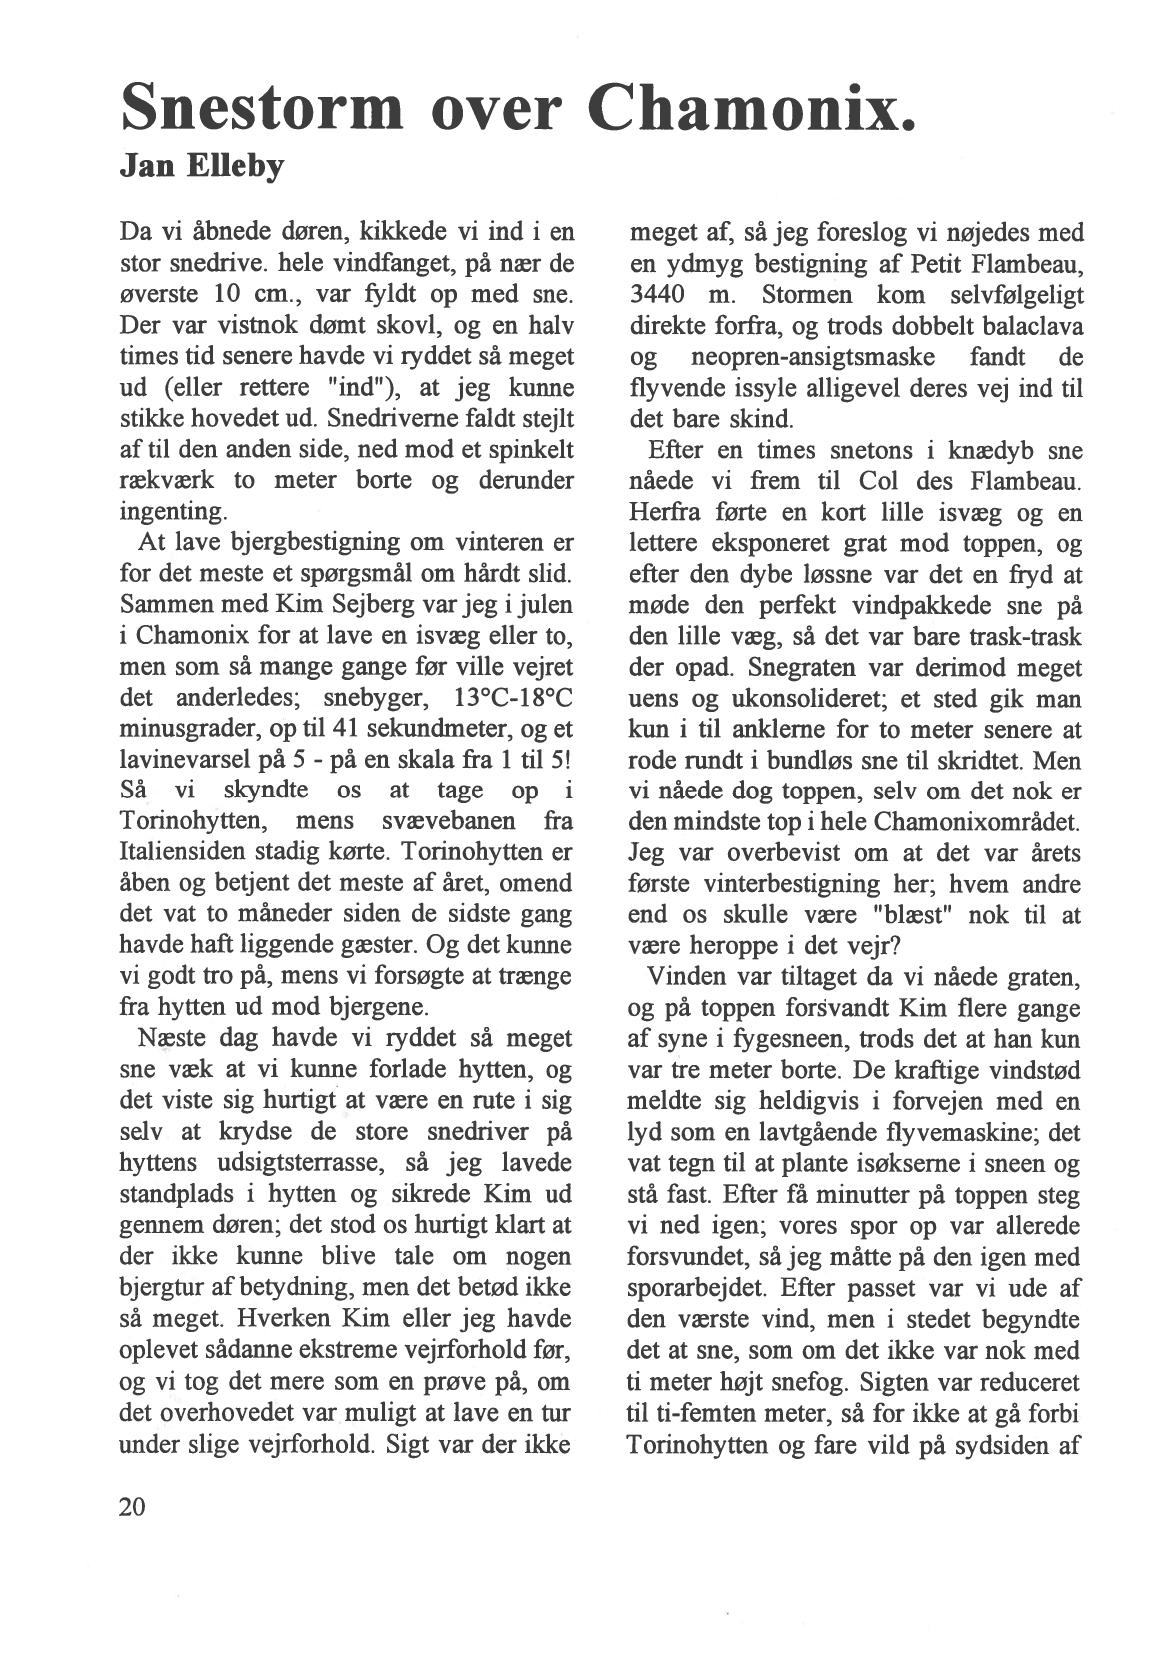 Snestorm over Chamonix.
Jan Elleby
Da vi åbnede døren, kikkede vi ind i en
stor snedrive. hele vindfanget, på nær de
øverste 10 cm., var fyldt op med sne.
Der var vistnok dømt skovl, og en halv
times tid senere havde vi ryddet så meget
ud (eller rettere "ind"), at jeg kunne
stikke hovedet ud. Snedriverne faldt stejlt
af til den anden side, ned mod et spinkelt
rækværk to meter borte og derunder
ingenting.
At lave bjergbestigning om vinteren er
for det meste et spørgsmål om hårdt slid.
Sammen med Kim Sejberg var jeg i julen
i Chamonix for at lave en isvæg eller to,
men som så mange gange før ville vejret
det anderledes; snebyger, 13°C-18°C
minusgrader, op til 41 sekundmeter, og et
lavinevarsel på 5 - på en skala fra 1 til 5!
Så vi skyndte os at tage op i
Torinohytten, mens svævebanen fra
Italiensiden stadig kørte. Torinohytten er
åben og betjent det meste af året, omend
det vat to måneder siden de sidste gang
havde haft liggende gæster. Og det kunne
vi godt tro på, mens vi forsøgte at trænge
fra hytten ud mod bjergene.
Næste dag havde vi ryddet så meget
sne væk at vi kunne forlade hytten, og
det viste sig hurtigt at være en rute i sig
selv at krydse de store snedriver på
hyttens udsigtsterrasse, så jeg lavede
standplads i hytten og sikrede Kim ud
gennem døren; det stod os hurtigt klart at
der ikke kunne blive tale om nogen
bjergtur af betydning, men det betød ikke
så meget. Hverken Kim eller jeg havde
oplevet sådanne ekstreme vejrforhold før,
og vi tog det mere som en prøve på, om
det overhovedet var muligt at lave en tur
under slige vejrforhold. Sigt var der ikke
meget af, så jeg foreslog vi nøjedes med
en ydmyg bestigning af Petit Flambeau,
3440 m. Stormen kom selvfølgeligt
direkte forfra, og trods dobbelt balaclava
og neopren-ansigtsmaske fandt de
flyvende issyle alligevel deres vej ind til
det bare skind.
Efter en times snetons i knædyb sne
nåede vi frem til Col des Flambeau.
Herfra førte en kort lille isvæg og en
lettere eksponeret grat mod toppen, og
efter den dybe løssne var det en fryd at
møde den perfekt vindpakkede sne på
den lille væg, så det var bare trask-trask
der opad. Snegraten var derimod meget
uens og ukonsolideret; et sted gik man
kun i til anklerne for to meter senere at
rode rundt i bundløs sne til skridtet. Men
vi nåede dog toppen, selv om det nok er
den mindste top i hele Chamonixområdet.
Jeg var overbevist om at det var årets
første vinterbestigning her; hvem andre
end os skulle være "blæst" nok til at
være heroppe i det vejr?
Vinden var tiltaget da vi nåede graten,
og på toppen forsvandt Kim flere gange
af syne i fygesneen, trods det at han kun
var tre meter borte. De kraftige vindstød
meldte sig heldigvis i forvejen med en
lyd som en lavtgående flyvemaskine; det
vat tegn til at plante isøkserne i sneen og
stå fast. Efter få minutter på toppen steg
vi ned igen; vores spor op var allerede
forsvundet, så jeg måtte på den igen med
sporarbejdet. Efter passet var vi ude af
den værste vind, men i stedet begyndte
det at sne, som om det ikke var nok med
ti meter højt snefog. Sigten var reduceret
til ti-femten meter, så for ikke at gå forbi
Torinohytten og fare vild på sydsiden af
20